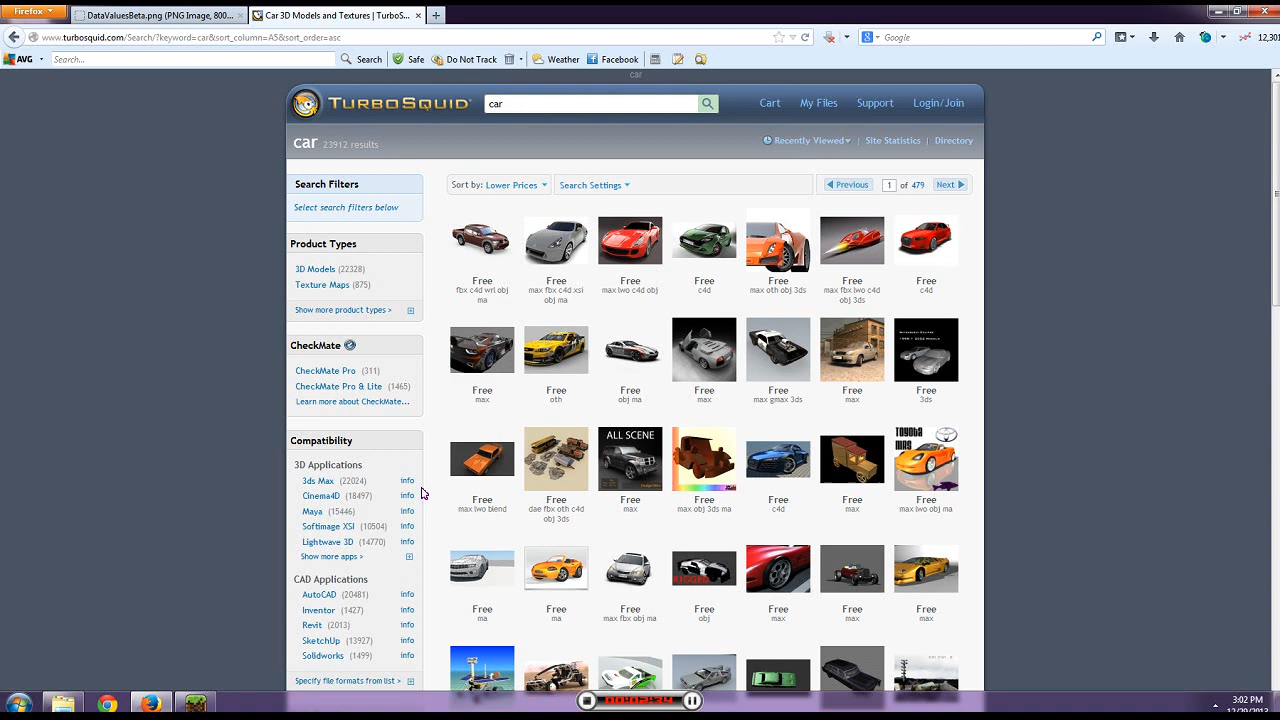 Firefox
DataValuesBeta.png (PNG Image, 800...
Car 3D Models and Textures | TurboS...
www.turbosquid.com/Search/?keyword=car&sort_column=A5&sort_order=asc
Google
12,301
AVG
Search...
Search
Safe
Do Not Track
Weather
Facebook
car
TURBOSQUID
car
Cart
My Files
Support
Login/Join
car 23912 results
Recently Viewed
Site Statistics
Directory
Search Filters
Select search filters below
Sort by: Lower Prices
Search Settings
Previous
1 of 479
Next
Product Types
3D Models (22328)
Texture Maps (875)
Show more product types >
CheckMate
CheckMate Pro (311)
CheckMate Pro & Lite (1465)
Learn more about CheckMate...
Compatibility
3D Applications
3ds Max (22024) info
Cinema4D (18497) info
Maya (15446) info
Softimage XSI (10504) info
Lightwave 3D (14770) info
Show more apps >
CAD Applications
AutoCAD (20481) info
Inventor (1427) info
Revit (2013) info
SketchUp (13927) info
Solidworks (1499) info
Specify file formats from list >
Free Free Free Free Free Free Free
fbx c4d wrl obj ma
max fbx c4d xsi obj ma
max lwo c4d obj
c4d
max oth obj 3ds
max fbx lwo c4d obj 3ds
c4d
Free Free Free Free Free Free Free
max
oth
obj ma
max
max gmax 3ds
max
3ds
ALL SCENE
TOYOTA
MRS
Free Free Free Free Free Free Free
max lwo blend
dae fbx oth c4d obj 3ds
max
max obj 3ds ma
c4d
max
max lwo obj ma
RIGGED
Free Free Free Free Free Free Free
ma
ma
max fbx obj ma
obj
max
max
max
00:02:34
3:02 PM
12/29/2013